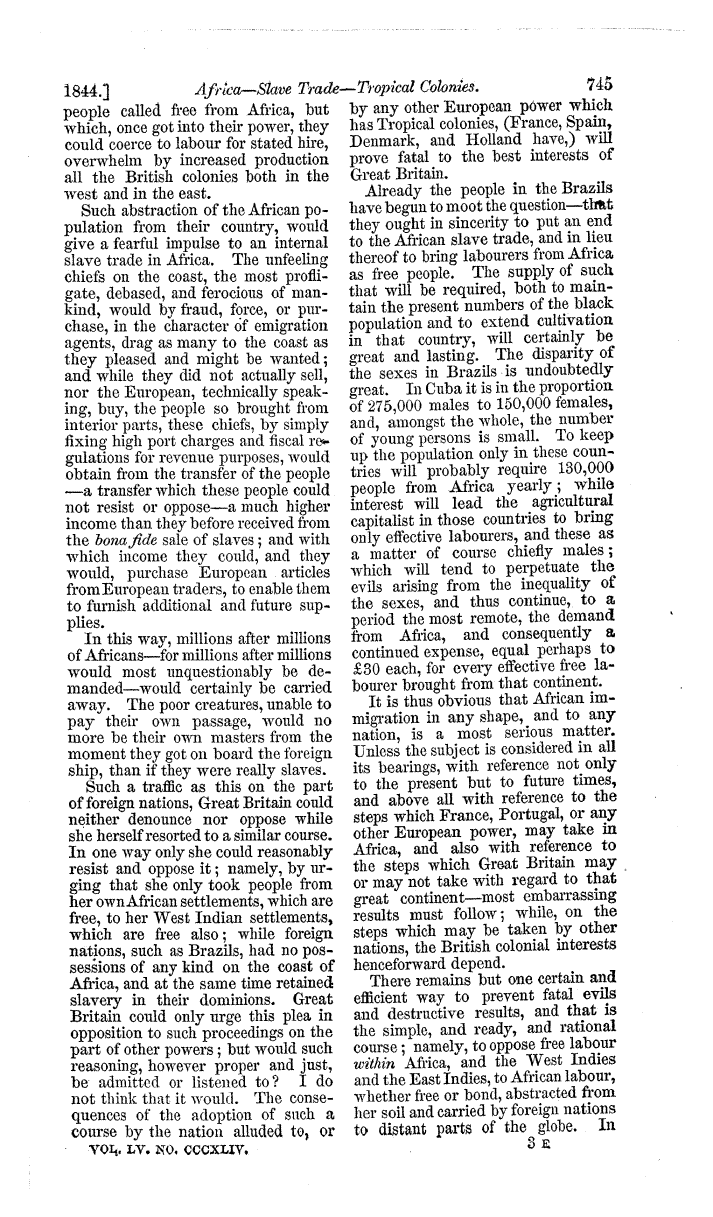 1844.] Africa—Slave Trade—Tropical Colonies. 745
people called free from Africa, but
which, once got into their power, they
could coerce to labour for stated hire,
overwhelm by increased production
all the British colonies both in the
west and in the east.
Such abstraction of the African po-
pulation from their country, would
give a fearful impulse to an internal
slave trade in Africa. The unfeeling
chiefs on the coast, the most profli-
gate, debased, and ferocious of man-
kind, would by fraud, force, or pur-
chase, in the character of emigration
agents, drag as many to the coast as
they pleased and might be wanted;
and while they did not actually sell,
nor the European, technically speak-
ing, buy, the people so brought from
interior parts, these chiefs, by simply
fixing high port charges and fiscal re-
gulations for revenue purposes, would
obtain from the transfer of the people
—a transfer which these people could
not resist or oppose—a much higher
income than they before received from
the bona fide sale of slaves; and with
which income they could, and they
would, purchase European articles
from European traders, to enable them
to furnish additional and future sup-
plies.
In this way, millions after millions
of Africans—for millions after millions
would most unquestionably be de-
manded—would certainly be carried
away. The poor creatures, unable to
pay their own passage, would no
more be their own masters from the
moment they got on board the foreign
ship, than if they were really slaves.
Such a traffic as this on the part
of foreign nations, Great Britain could
neither denounce nor oppose while
she herself resorted to a similar course.
In one way only she could reasonably
resist and oppose it; namely, by ur-
ging that she only took people from
her own African settlements, which are
free, to her West Indian settlements,
which are free also; while foreign
nations, such as Brazils, had no pos-
sessions of any kind on the coast of
Africa, and at the same time retained
slavery in their dominions. Great
Britain could only urge this plea in
opposition to such proceedings on the
part of other powers; but would such
reasoning, however proper and just,
be admitted or listened to? I do
not think that it would. The conse-
quences of the adoption of such a
course by the nation alluded to, or
by any other European power which
has Tropical colonies, (France, Spain,
Denmark, and Holland have,) will
prove fatal to the best interests of
Great Britain.
Already the people in the Brazils
have begun to moot the question—that
they ought in sincerity to put an end
to the African slave trade, and in lieu
thereof to bring labourers from Africa
as free people. The supply of such
that will be required, both to main-
tain the present numbers of the black
population and to extend cultivation
in that country, will certainly be
great and lasting. The disparity of
the sexes in Brazils is undoubtedly
great. In Cuba it is in the proportion
of 275,000 males to 150,000 females,
and, amongst the whole, the number
of young persons is small. To keep
up the population only in these coun-
tries will probably require 130,000
people from Africa yearly; while
interest will lead the agricultural
capitalist in those countries to bring
only effective labourers, and these as
a matter of course chiefly males;
which will tend to perpetuate the
evils arising from the inequality of
the sexes, and thus continue, to a
period the most remote, the demand
from Africa, and consequently a
continued expense, equal perhaps to
£30 each, for every effective free la-
bourer brought from that continent.
It is thus obvious that African im-
migration in any shape, and to any
nation, is a most serious matter.
Unless the subject is considered in all
its bearings, with reference not only
to the present but to future times,
and above all with reference to the
steps which France, Portugal, or any
other European power, may take in
Africa, and also with reference to
the steps which Great Britain may
or may not take with regard to that
great continent—most embarrassing
results must follow; while, on the
steps which may be taken by other
nations, the British colonial interests
henceforward depend.
There remains but one certain and
efficient way to prevent fatal evils
and destructive results, and that is
the simple, and ready, and rational
course; namely, to oppose free labour
within Africa, and the West Indies
and the East Indies, to African labour,
whether free or bond, abstracted from
her soil and carried by foreign nations
to distant parts of the globe. In
VOL. LV. NO. CCCXLIV. 3 E